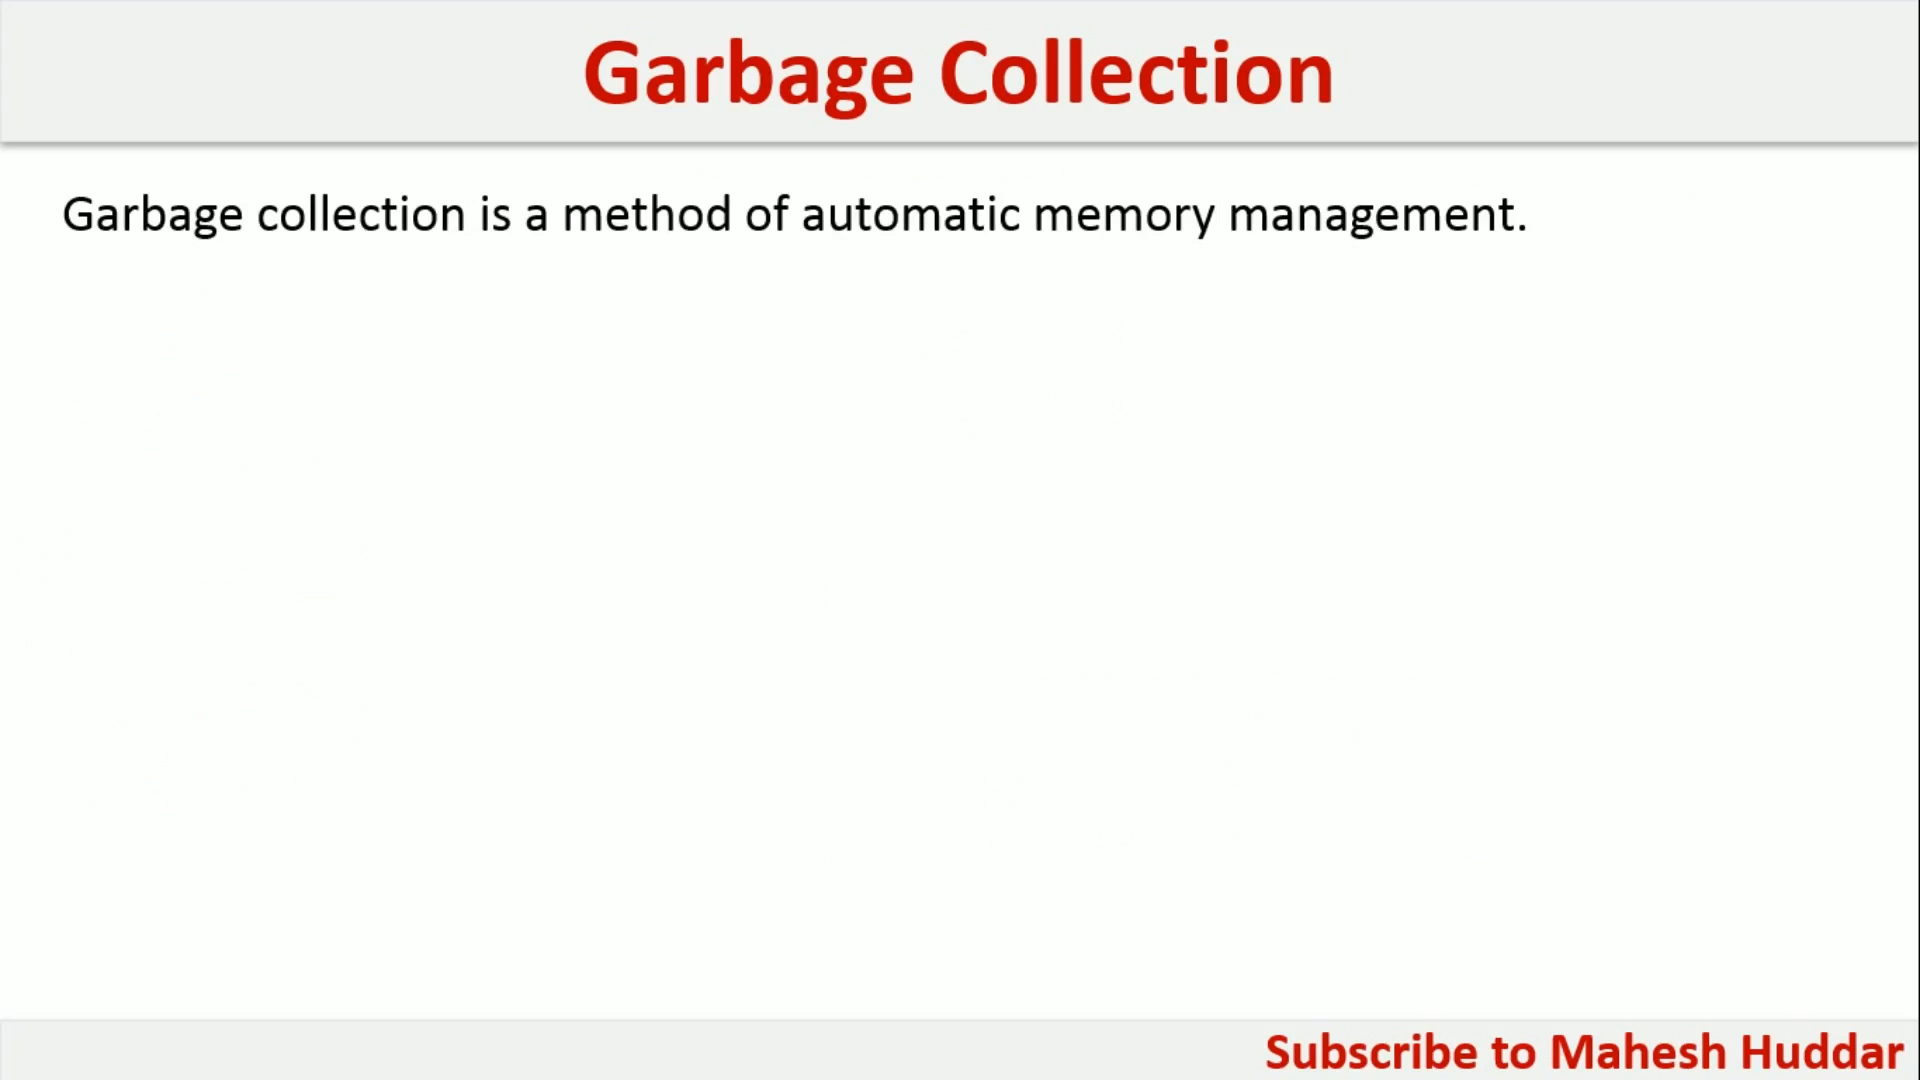 Garbage Collection
Garbage collection is a method of automatic memory management.
Subscribe to Mahesh Huddar